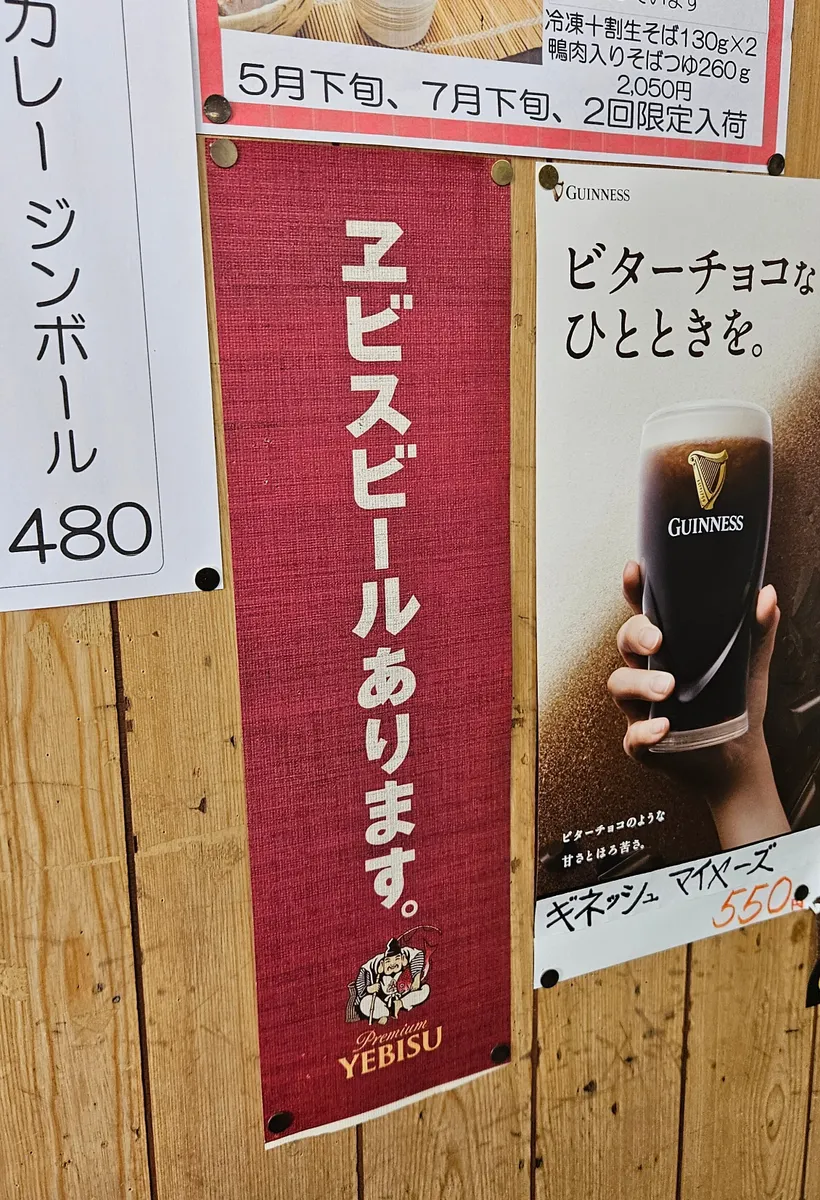 カレージンボール
480
冷凍十割生そば130g×2
鴨肉入りそばつゆ260g
2,050円
5月下旬、7月下旬、2回限定入荷
ヱビスビールあります。
Premium
YEBISU
GUINNESS
ビターチョコな
ひとときを。
GUINNESS
ビターチョコのような
甘さとほろ苦さ。
ギネッシュ マイヤーズ
550円